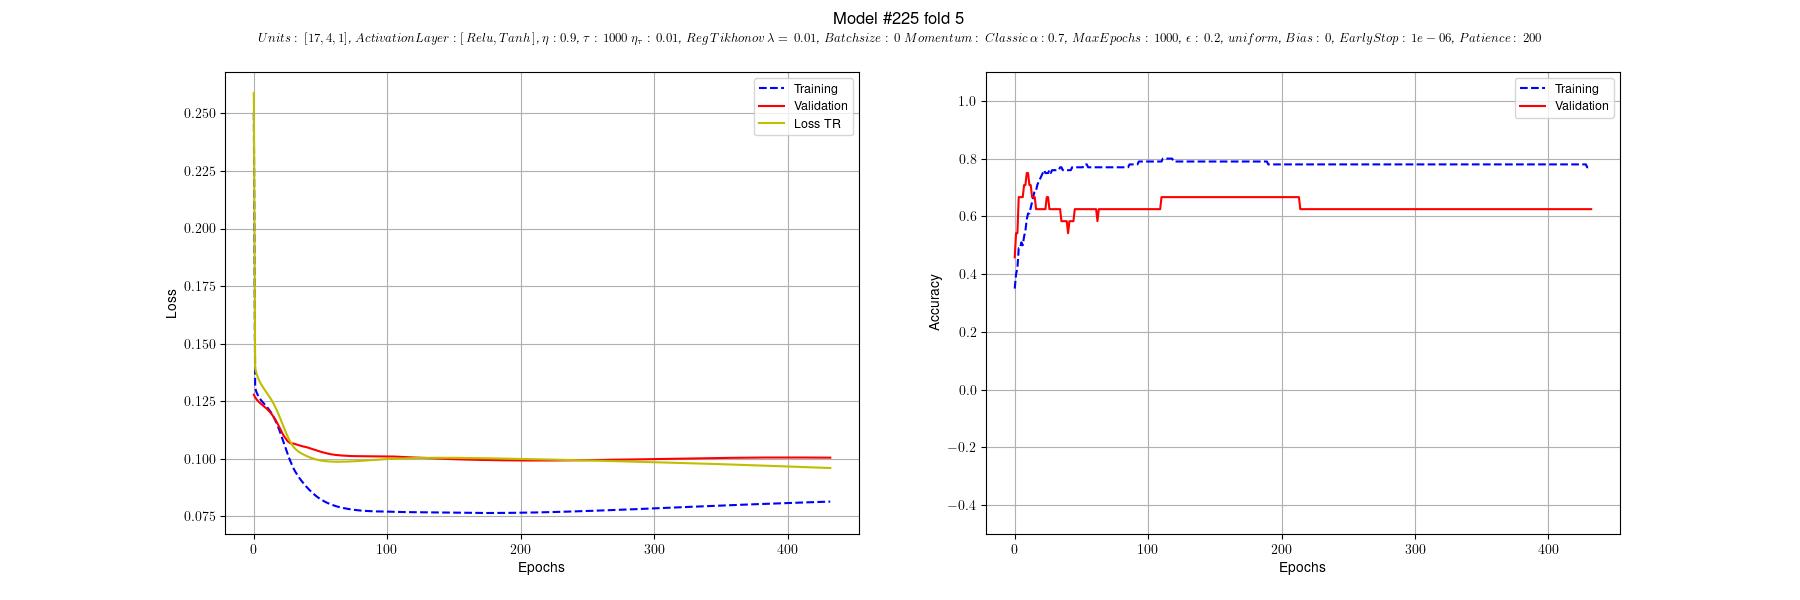 Model #225 fold 5
Units : [17, 4, 1], ActivationLayer : [Relu, Tanh], η : 0.9, τ : 1000 ητ : 0.01, RegTikhonov λ = 0.01, Batchsize : 0 Momentum : Classic α : 0.7, MaxEpochs : 1000, ϵ : 0.2, uniform, Bias : 0, EarlyStop : 1e − 06, Patience : 200
Training
Validation
Loss TR
0.250
0.225
0.200
0.175
0.150
0.125
0.100
0.075
Loss
0 100 200 300 400
Epochs
Training
Validation
1.0
0.8
0.6
0.4
0.2
0.0
−0.2
−0.4
Accuracy
0 100 200 300 400
Epochs